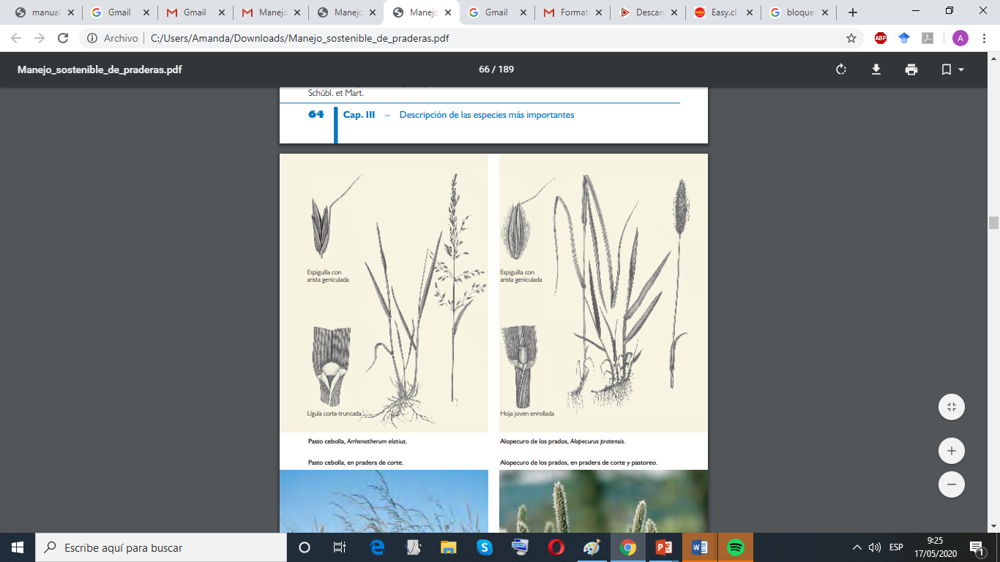 manual
Gmail
Gmail
Manejo
Manejo
Manejo
Gmail
Format
Descarg
Easy.cl
bloque
Archivo
C:/Users/Amanda/Downloads/Manejo_sostenible_de_praderas.pdf
ABP
A
Manejo_sostenible_de_praderas.pdf
66 / 189
Schübl. et Mart.
64 Cap. III – Descripción de las especies más importantes
Espiguilla con
arista geniculada
Lígula corta-truncada
Pasto cebolla, Arrhenatherum elatius.
Pasto cebolla, en pradera de corte.
Espiguilla con
arista geniculada
Hoja joven enrollada
Alopecuro de los prados, Alopecurus pratensis.
Alopecuro de los prados, en pradera de corte y pastoreo.
Escribe aquí para buscar
ESP
9:25
17/05/2020
1